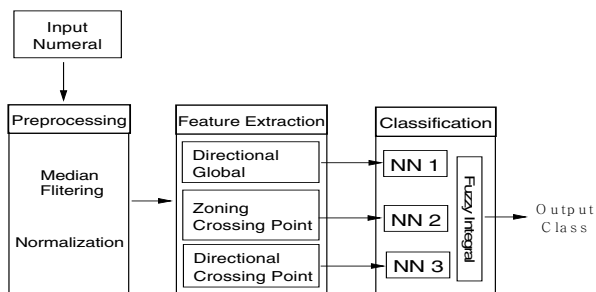 Input
Numeral
Preprocessing
Median
Flitering
Normalization
Feature Extraction
Directional
Global
Zoning
Crossing Point
Directional
Crossing Point
Classification
NN 1
NN 2
NN 3
Fuzzy Integral
Output
Class